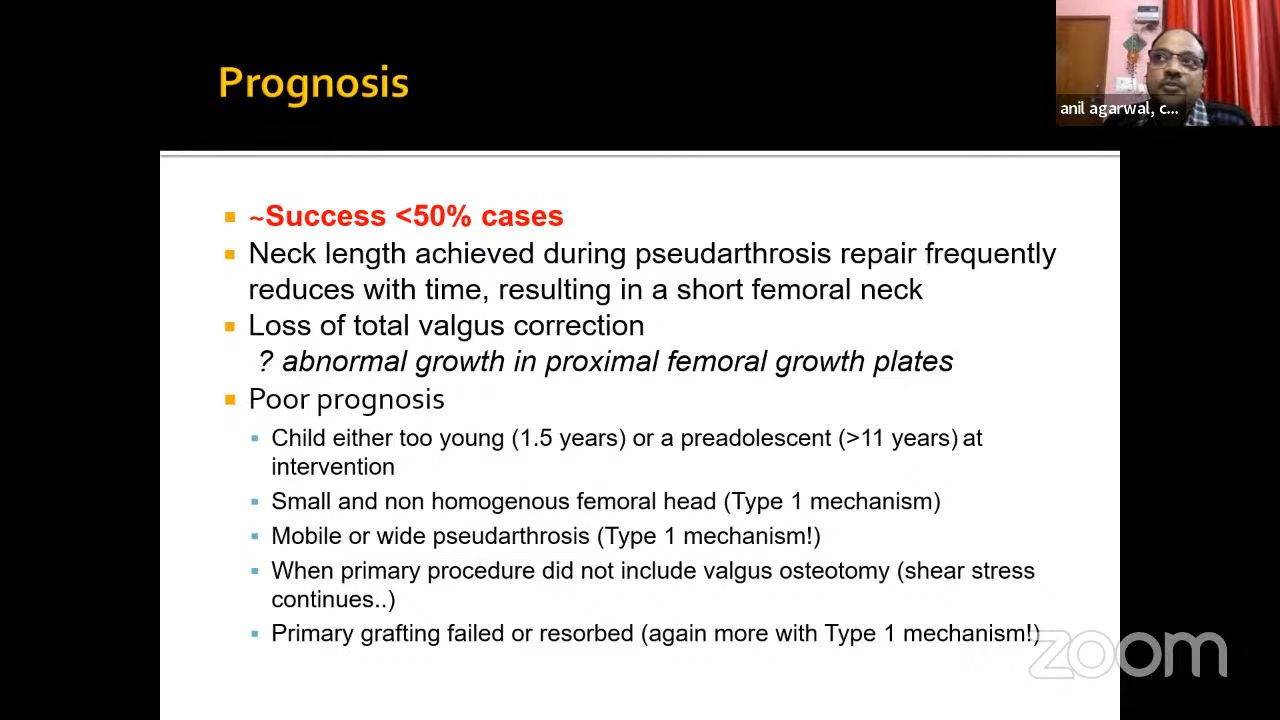 Prognosis
anil agarwal, c...
~Success <50% cases
Neck length achieved during pseudarthrosis repair frequently
reduces with time, resulting in a short femoral neck
Loss of total valgus correction
? abnormal growth in proximal femoral growth plates
Poor prognosis
Child either too young (1.5 years) or a preadolescent (>11 years) at
intervention
Small and non homogenous femoral head (Type 1 mechanism)
Mobile or wide pseudarthrosis (Type 1 mechanism!)
When primary procedure did not include valgus osteotomy (shear stress
continues..)
Primary grafting failed or resorbed (again more with Type 1 mechanism!)
zoom